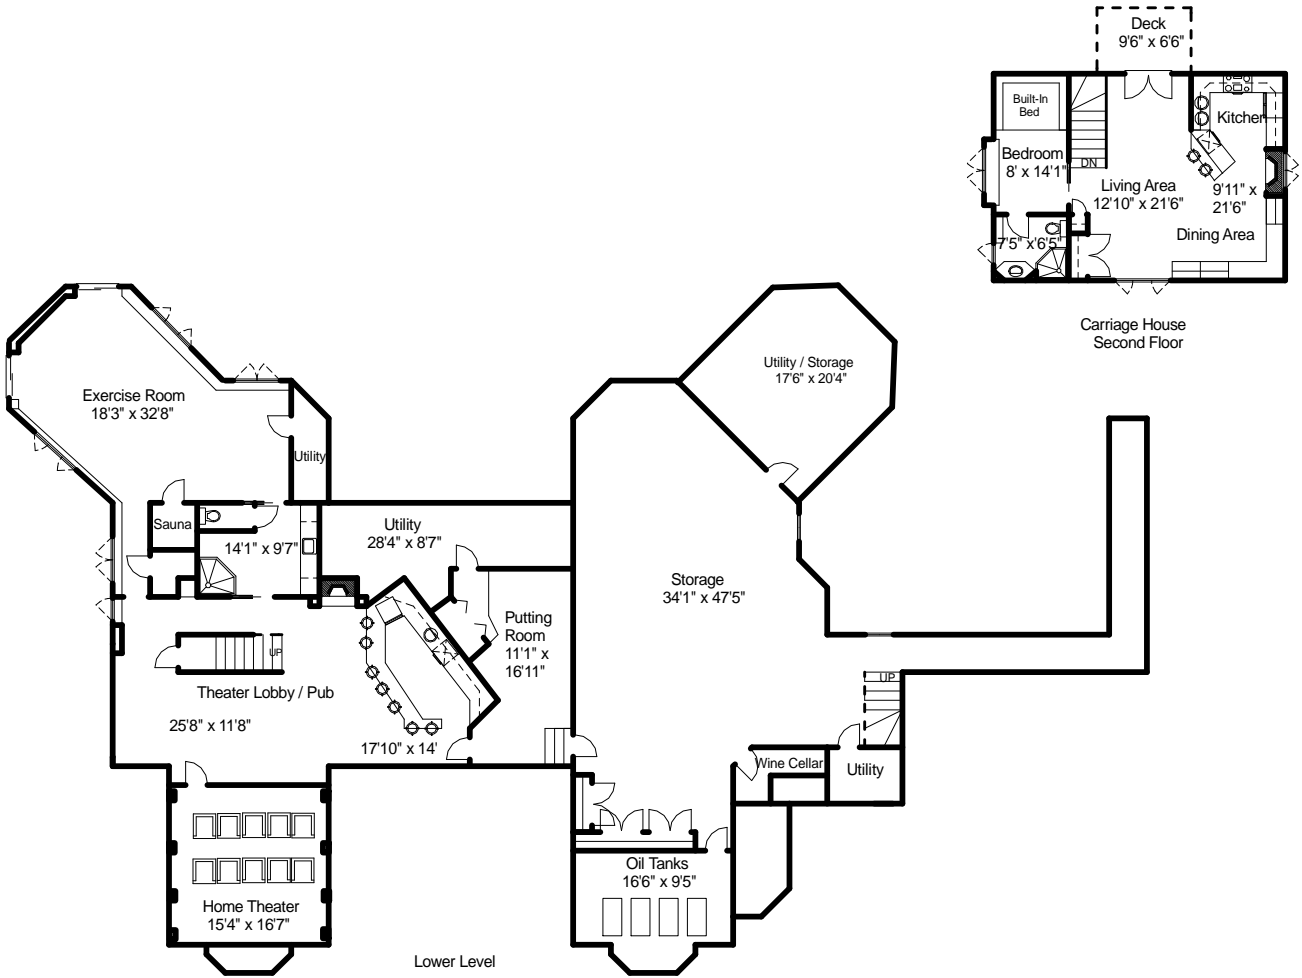 Deck
9'6" x 6'6"
Built-In
Bed
Kitchen
Bedroom
8' x 14'1"
DN
Living Area
12'10" x 21'6"
9'11" x
21'6"
Dining Area
7'5" x 6'5"
Carriage House
Second Floor
Utility / Storage
17'6" x 20'4"
Exercise Room
18'3" x 32'8"
Utility
Sauna
14'1" x 9'7"
Utility
28'4" x 8'7"
Storage
34'1" x 47'5"
Putting
Room
11'1" x
16'11"
UP
Theater Lobby / Pub
25'8" x 11'8"
17'10" x 14'
UP
Wine Cellar
Utility
Oil Tanks
16'6" x 9'5"
Home Theater
15'4" x 16'7"
Lower Level